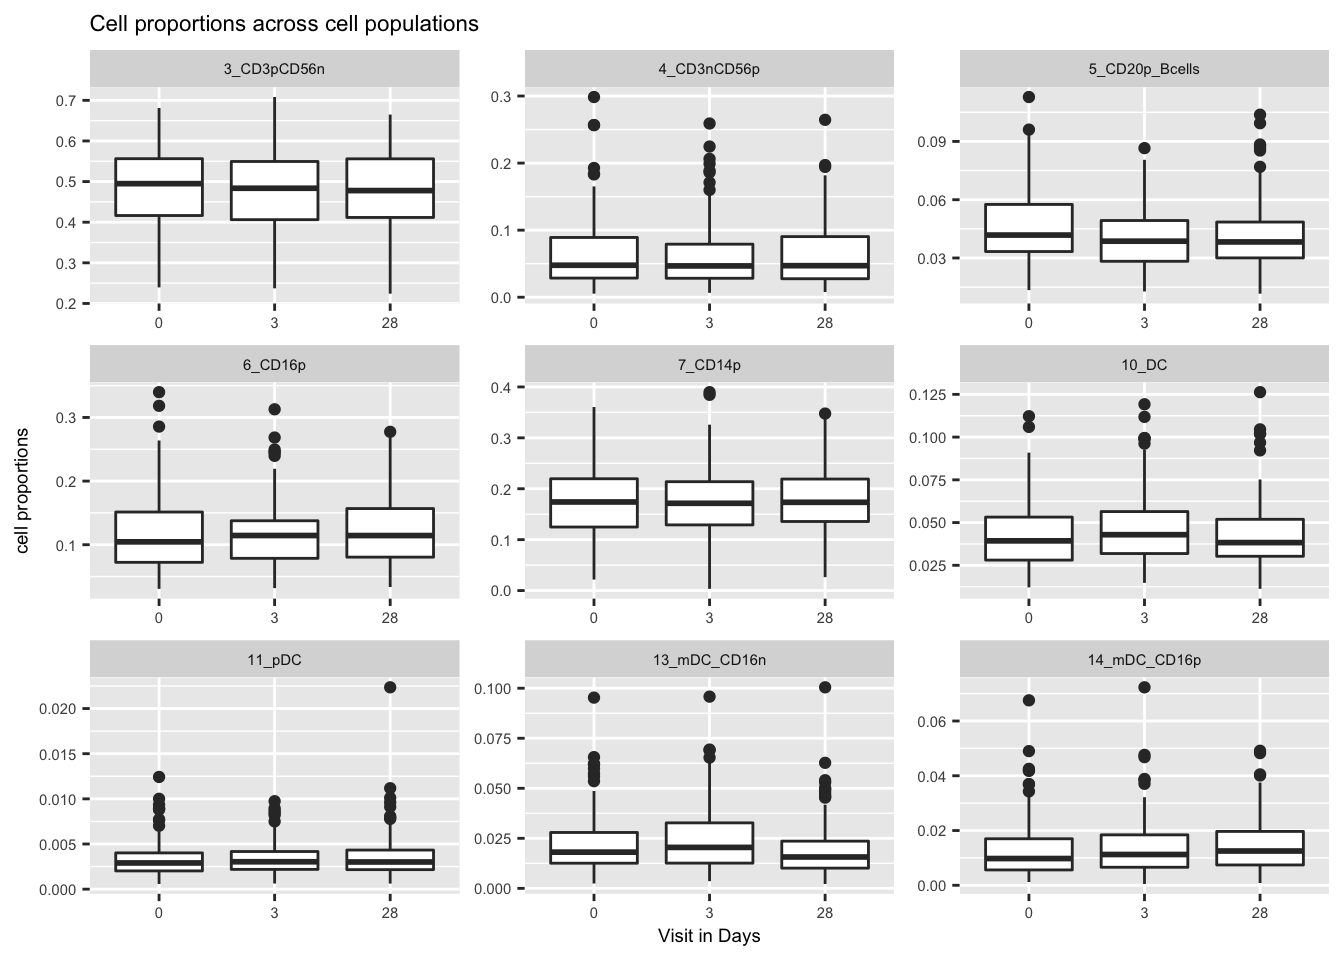 Cell proportions across cell populations
3_CD3pCD56n
4_CD3nCD56p
5_CD20p_Bcells
0.7
0.6
0.5
0.4
0.3
0.2
0.3
0.2
0.1
0.0
0.09
0.06
0.03
0 3 28
0 3 28
0 3 28
6_CD16p
7_CD14p
10_DC
0.3
0.2
0.1
0.4
0.3
0.2
0.1
0.0
0.125
0.100
0.075
0.050
0.025
0 3 28
0 3 28
0 3 28
11_pDC
13_mDC_CD16n
14_mDC_CD16p
0.020
0.015
0.010
0.005
0.000
0.100
0.075
0.050
0.025
0.000
0.06
0.04
0.02
0.00
0 3 28
0 3 28
0 3 28
cell proportions
Visit in Days